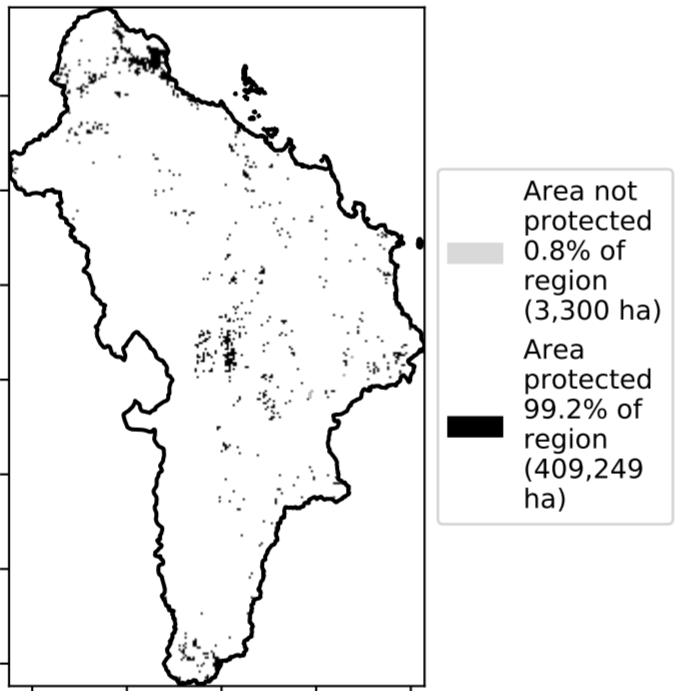 Area not
protected
0.8% of
region
(3,300 ha)
Area
protected
99.2% of
region
(409,249
ha)